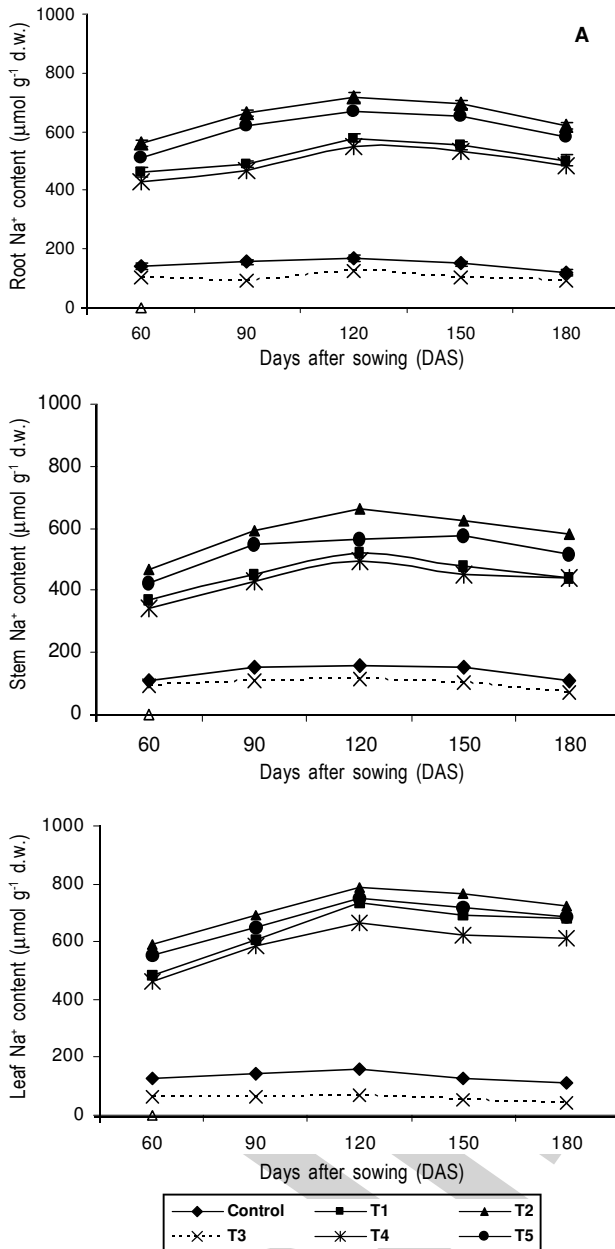 A
Root Na⁺ content (μmol g⁻¹ d.w.)
1000
800
600
400
200
0
60 90 120 150 180
Days after sowing (DAS)
Stem Na⁺ content (μmol g⁻¹ d.w.)
1000
800
600
400
200
0
60 90 120 150 180
Days after sowing (DAS)
Leaf Na⁺ content (μmol g⁻¹ d.w.)
1000
800
600
400
200
0
60 90 120 150 180
Days after sowing (DAS)
Control T1 T2
T3 T4 T5